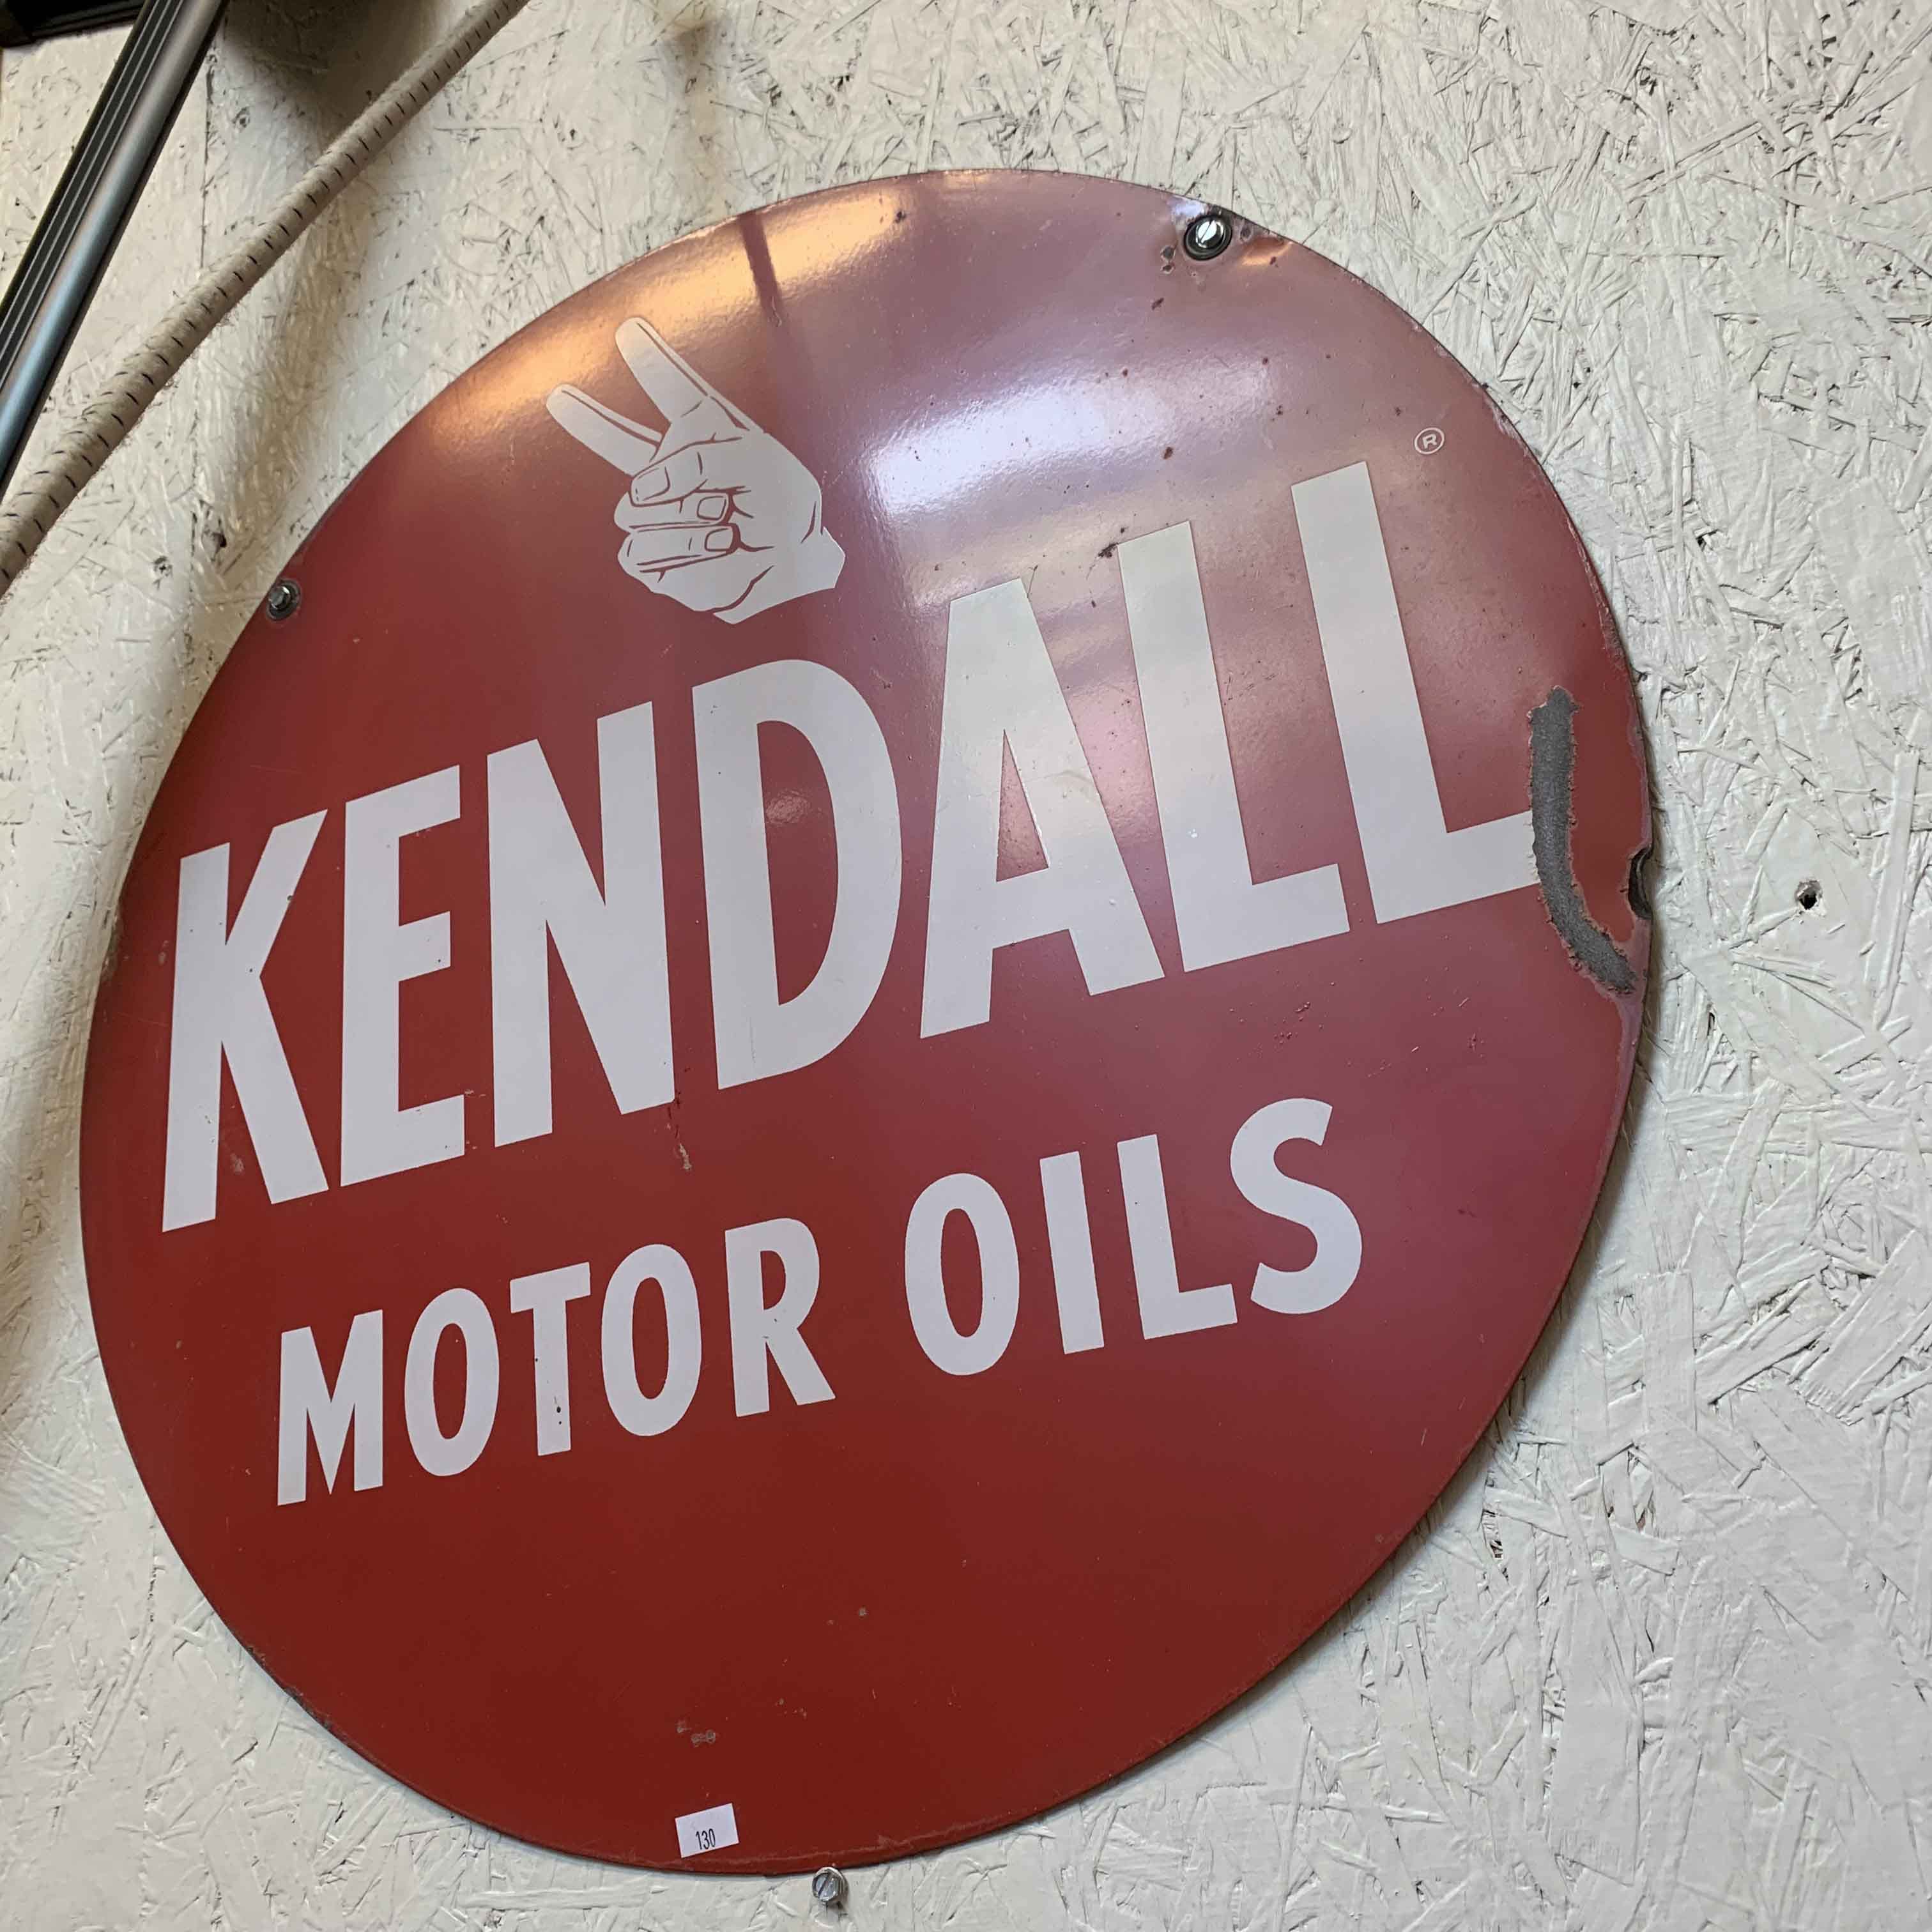 ®
KENDALL
MOTOR OILS
130